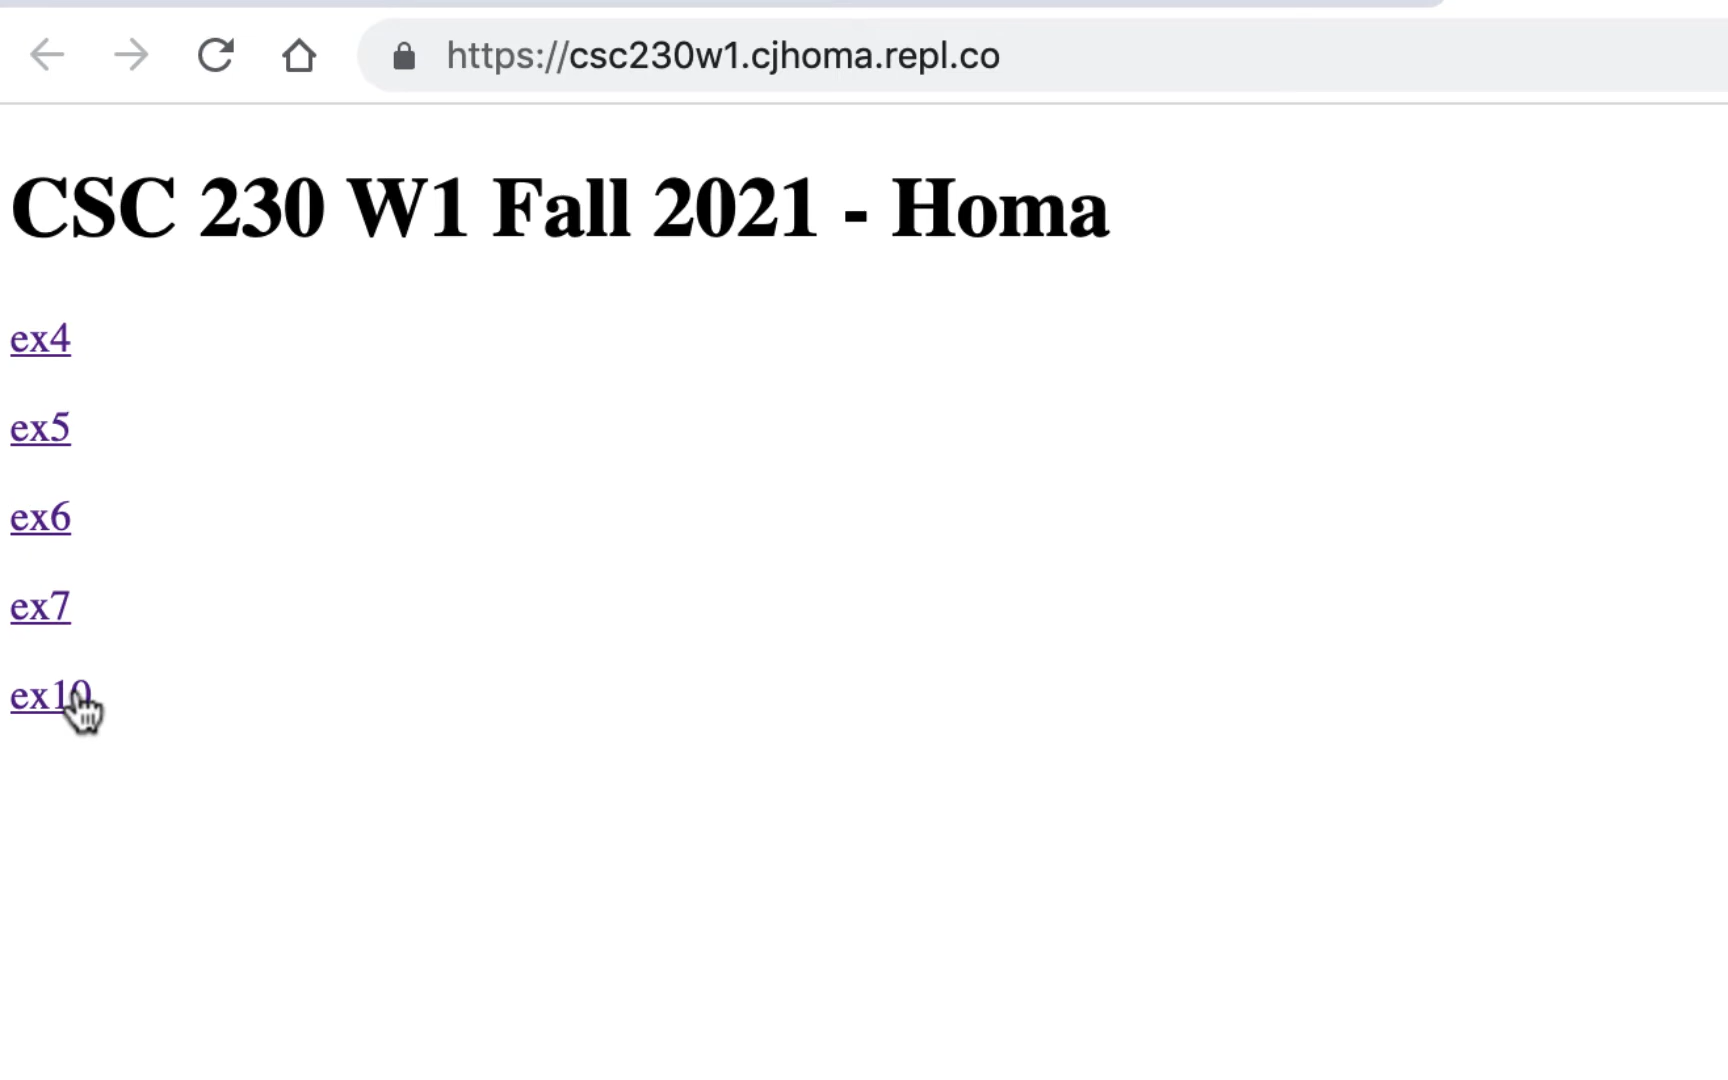 https://csc230w1.cjhoma.repl.co
CSC 230 W1 Fall 2021 - Homa
ex4
ex5
ex6
ex7
ex10